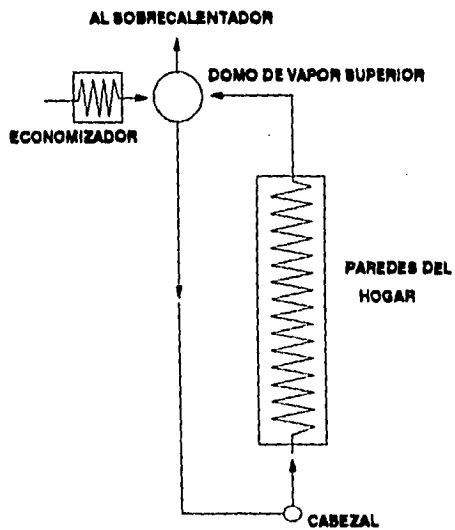 AL SOBRECALENTADOR
DOMO DE VAPOR SUPERIOR
ECONOMIZADOR
PAREDES DEL
HOGAR
CABEZAL